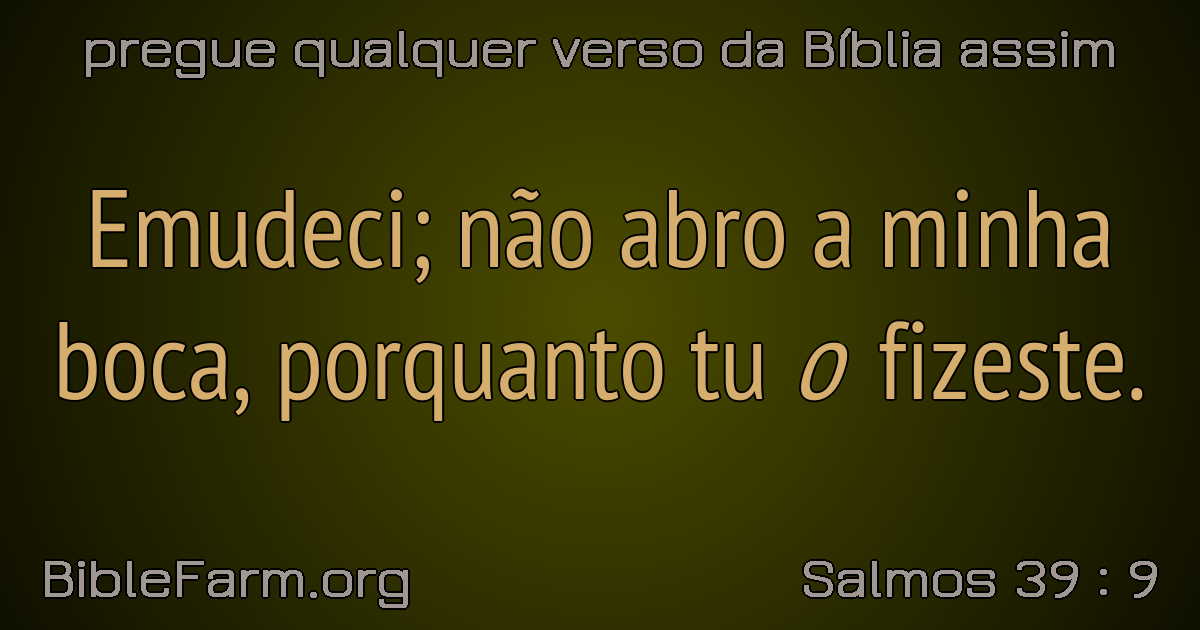 pregue qualquer verso da Bíblia assim
Emudeci; não abro a minha
boca, porquanto tu o fizeste.
BibleFarm.org
Salmos 39 : 9